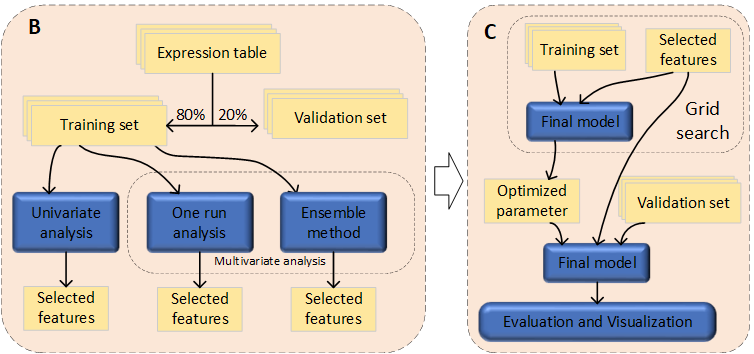 B
Expression table
80%
20%
Training set
Validation set
Univariate
analysis
One run
analysis
Ensemble
method
Multivariate analysis
Selected
features
Selected
features
Selected
features
C
Training set
Selected
features
Final model
Grid
search
Optimized
parameter
Validation set
Final model
Evaluation and Visualization